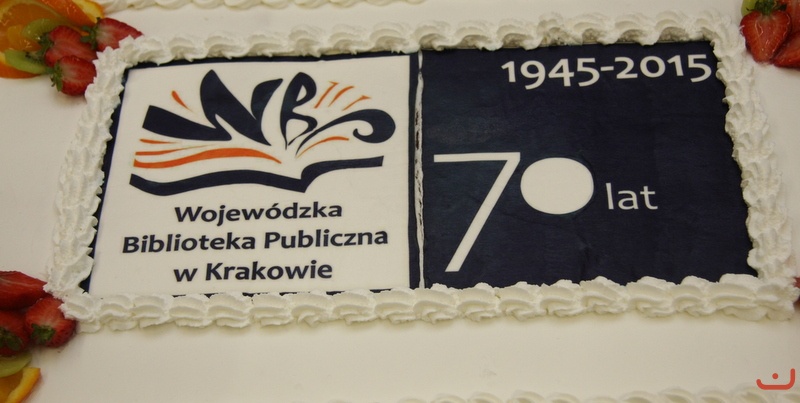 WBP
Wojewódzka
Biblioteka Publiczna
w Krakowie
1945-2015
70 lat